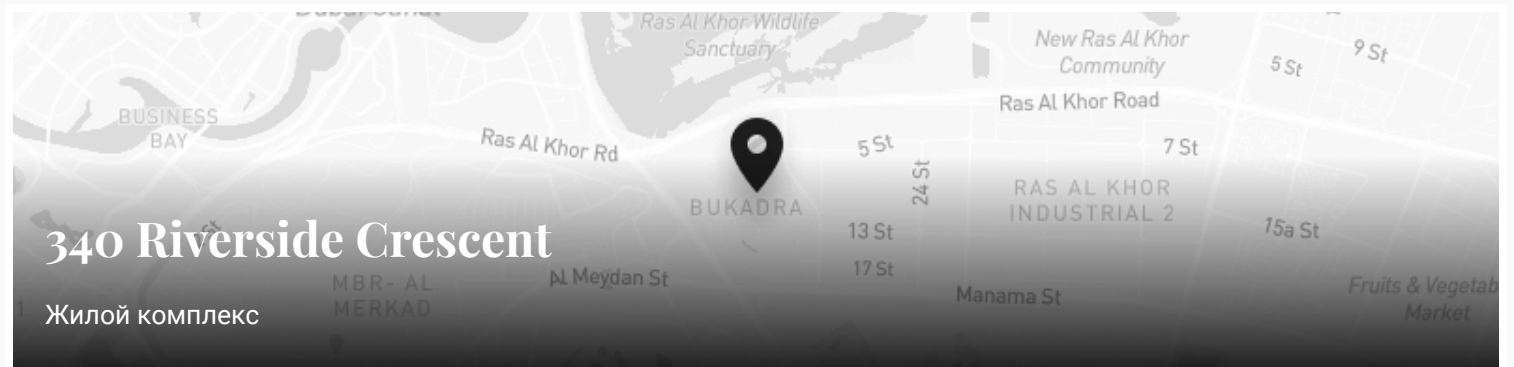 Ras Al Khor Wildlife
Sanctuary
New Ras Al Khor
Community
9 St
5 St
BUSINESS
BAY
Ras Al Khor Road
Ras Al Khor Rd
5 St
7 St
24 St
RAS AL KHOR
INDUSTRIAL 2
BUKADRA
13 St
15a St
340 Riverside Crescent
17 St
MBR- AL
MERKAD
Al Meydan St
Manama St
Fruits & Vegetab
Market
Жилой комплекс